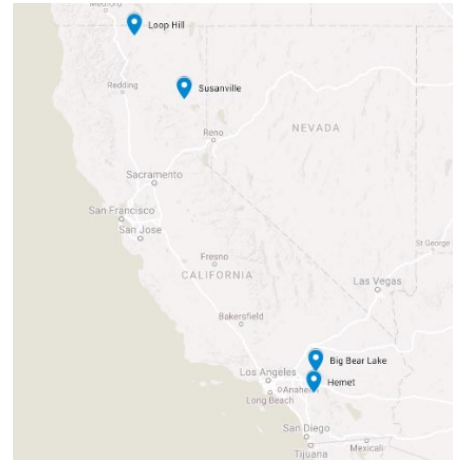 Medford
Loop Hill
Redding
Susanville
Reno
NEVADA
Sacramento
San Francisco
San Jose
St George
Fresno
CALIFORNIA
Las Vegas
Bakersfield
Big Bear Lake
Los Angeles
Hemet
Anaheim
Long Beach
San Diego
Tijuana
Mexicali